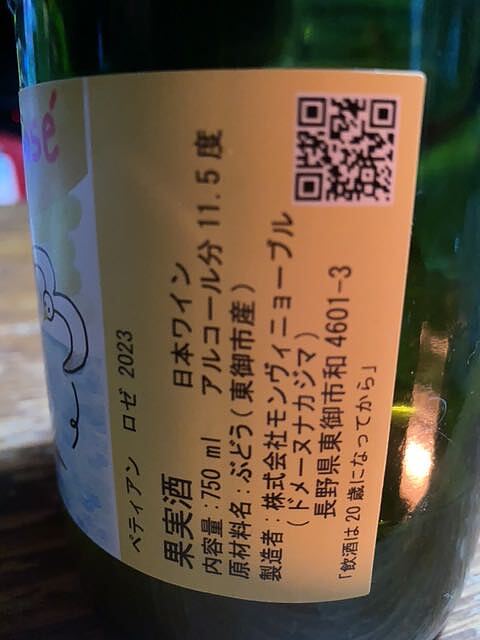 osé
ペティアン ロゼ 2023
果実酒 日本ワイン
内容量：750 ml アルコール分 11.5 度
原材料名：ぶどう（東御市産）
製造者：株式会社モンヴィニョーブル
（ドメーヌナカジマ）
長野県東御市和 4601-3
「飲酒は 20 歳になってから」